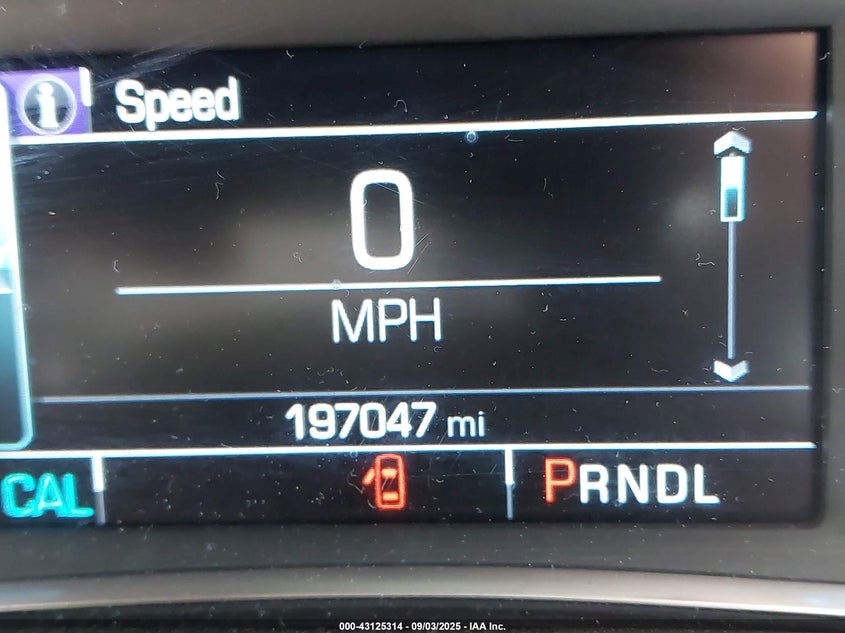 Speed
0
MPH
197047 mi
CAL PRNDL
000-43125314 - 09/03/2025 - IAA Inc.